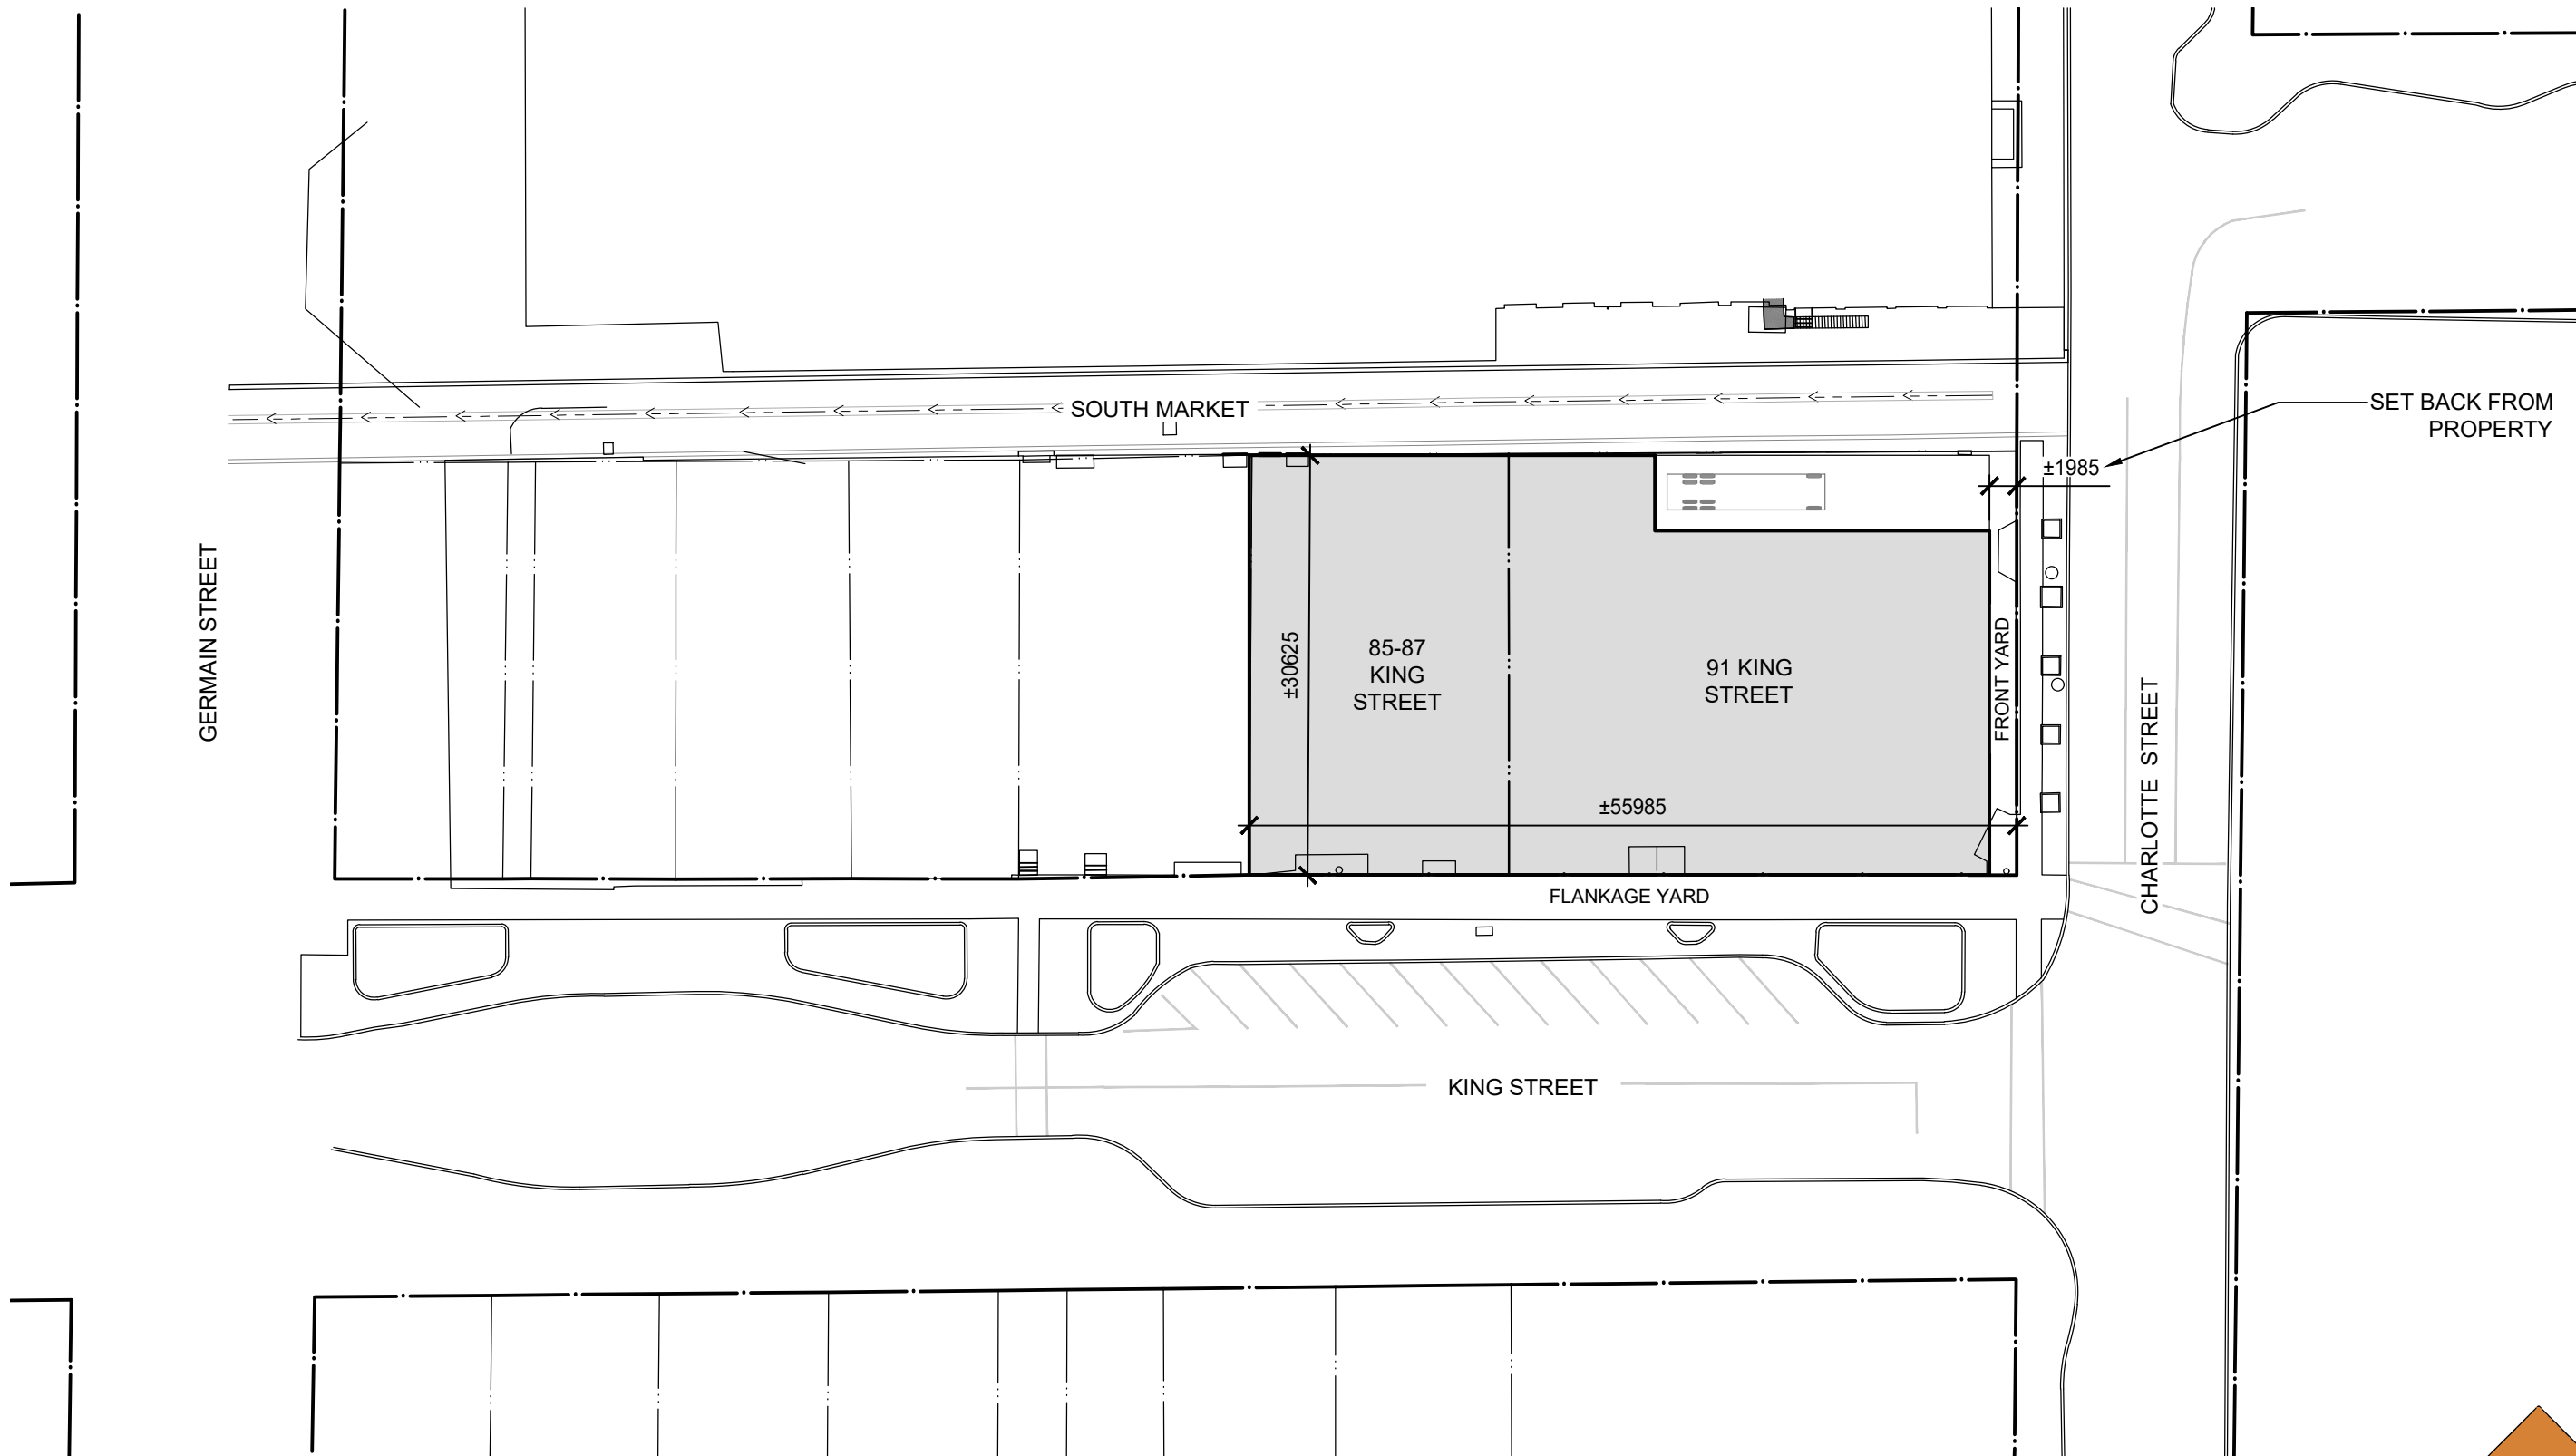 SOUTH MARKET
SET BACK FROM
PROPERTY
±1985
GERMAIN STREET
±30625
85-87
KING
STREET
91 KING
STREET
FRONT YARD
CHARLOTTE STREET
±55985
FLANKAGE YARD
KING STREET